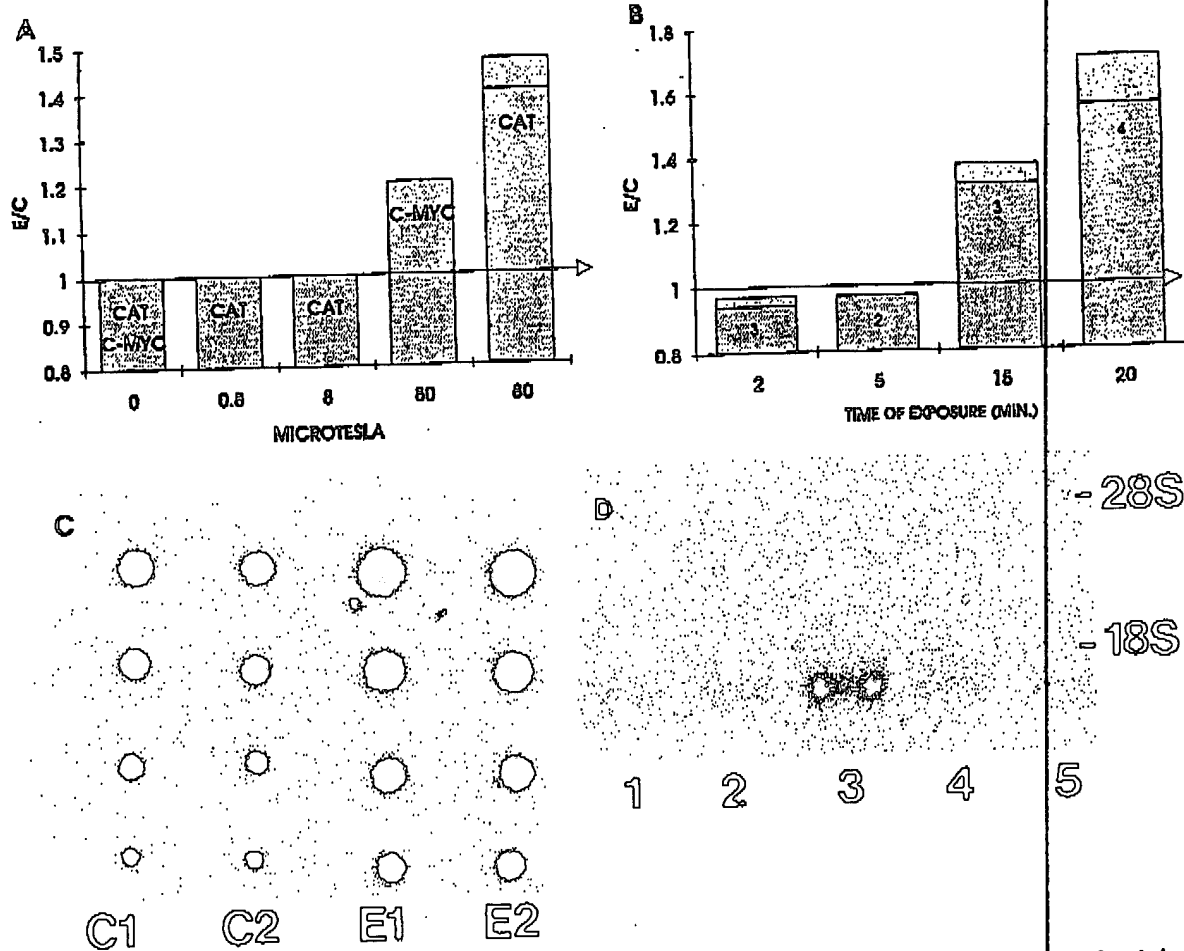 A
1.5
1.4
1.3
1.2
1.1
1
0.9
0.8
E/C
CAT
C-MYC
CAT
CAT
C-MYC
CAT
0
0.8
8
80
80
MICROTESLA
B
1.8
1.6
1.4
1.2
1
0.8
E/C
3
2
3
4
2
5
15
20
TIME OF EXPOSURE (MIN.)
C
C1
C2
E1
E2
D
- 28S
- 18S
1
2
3
4
5